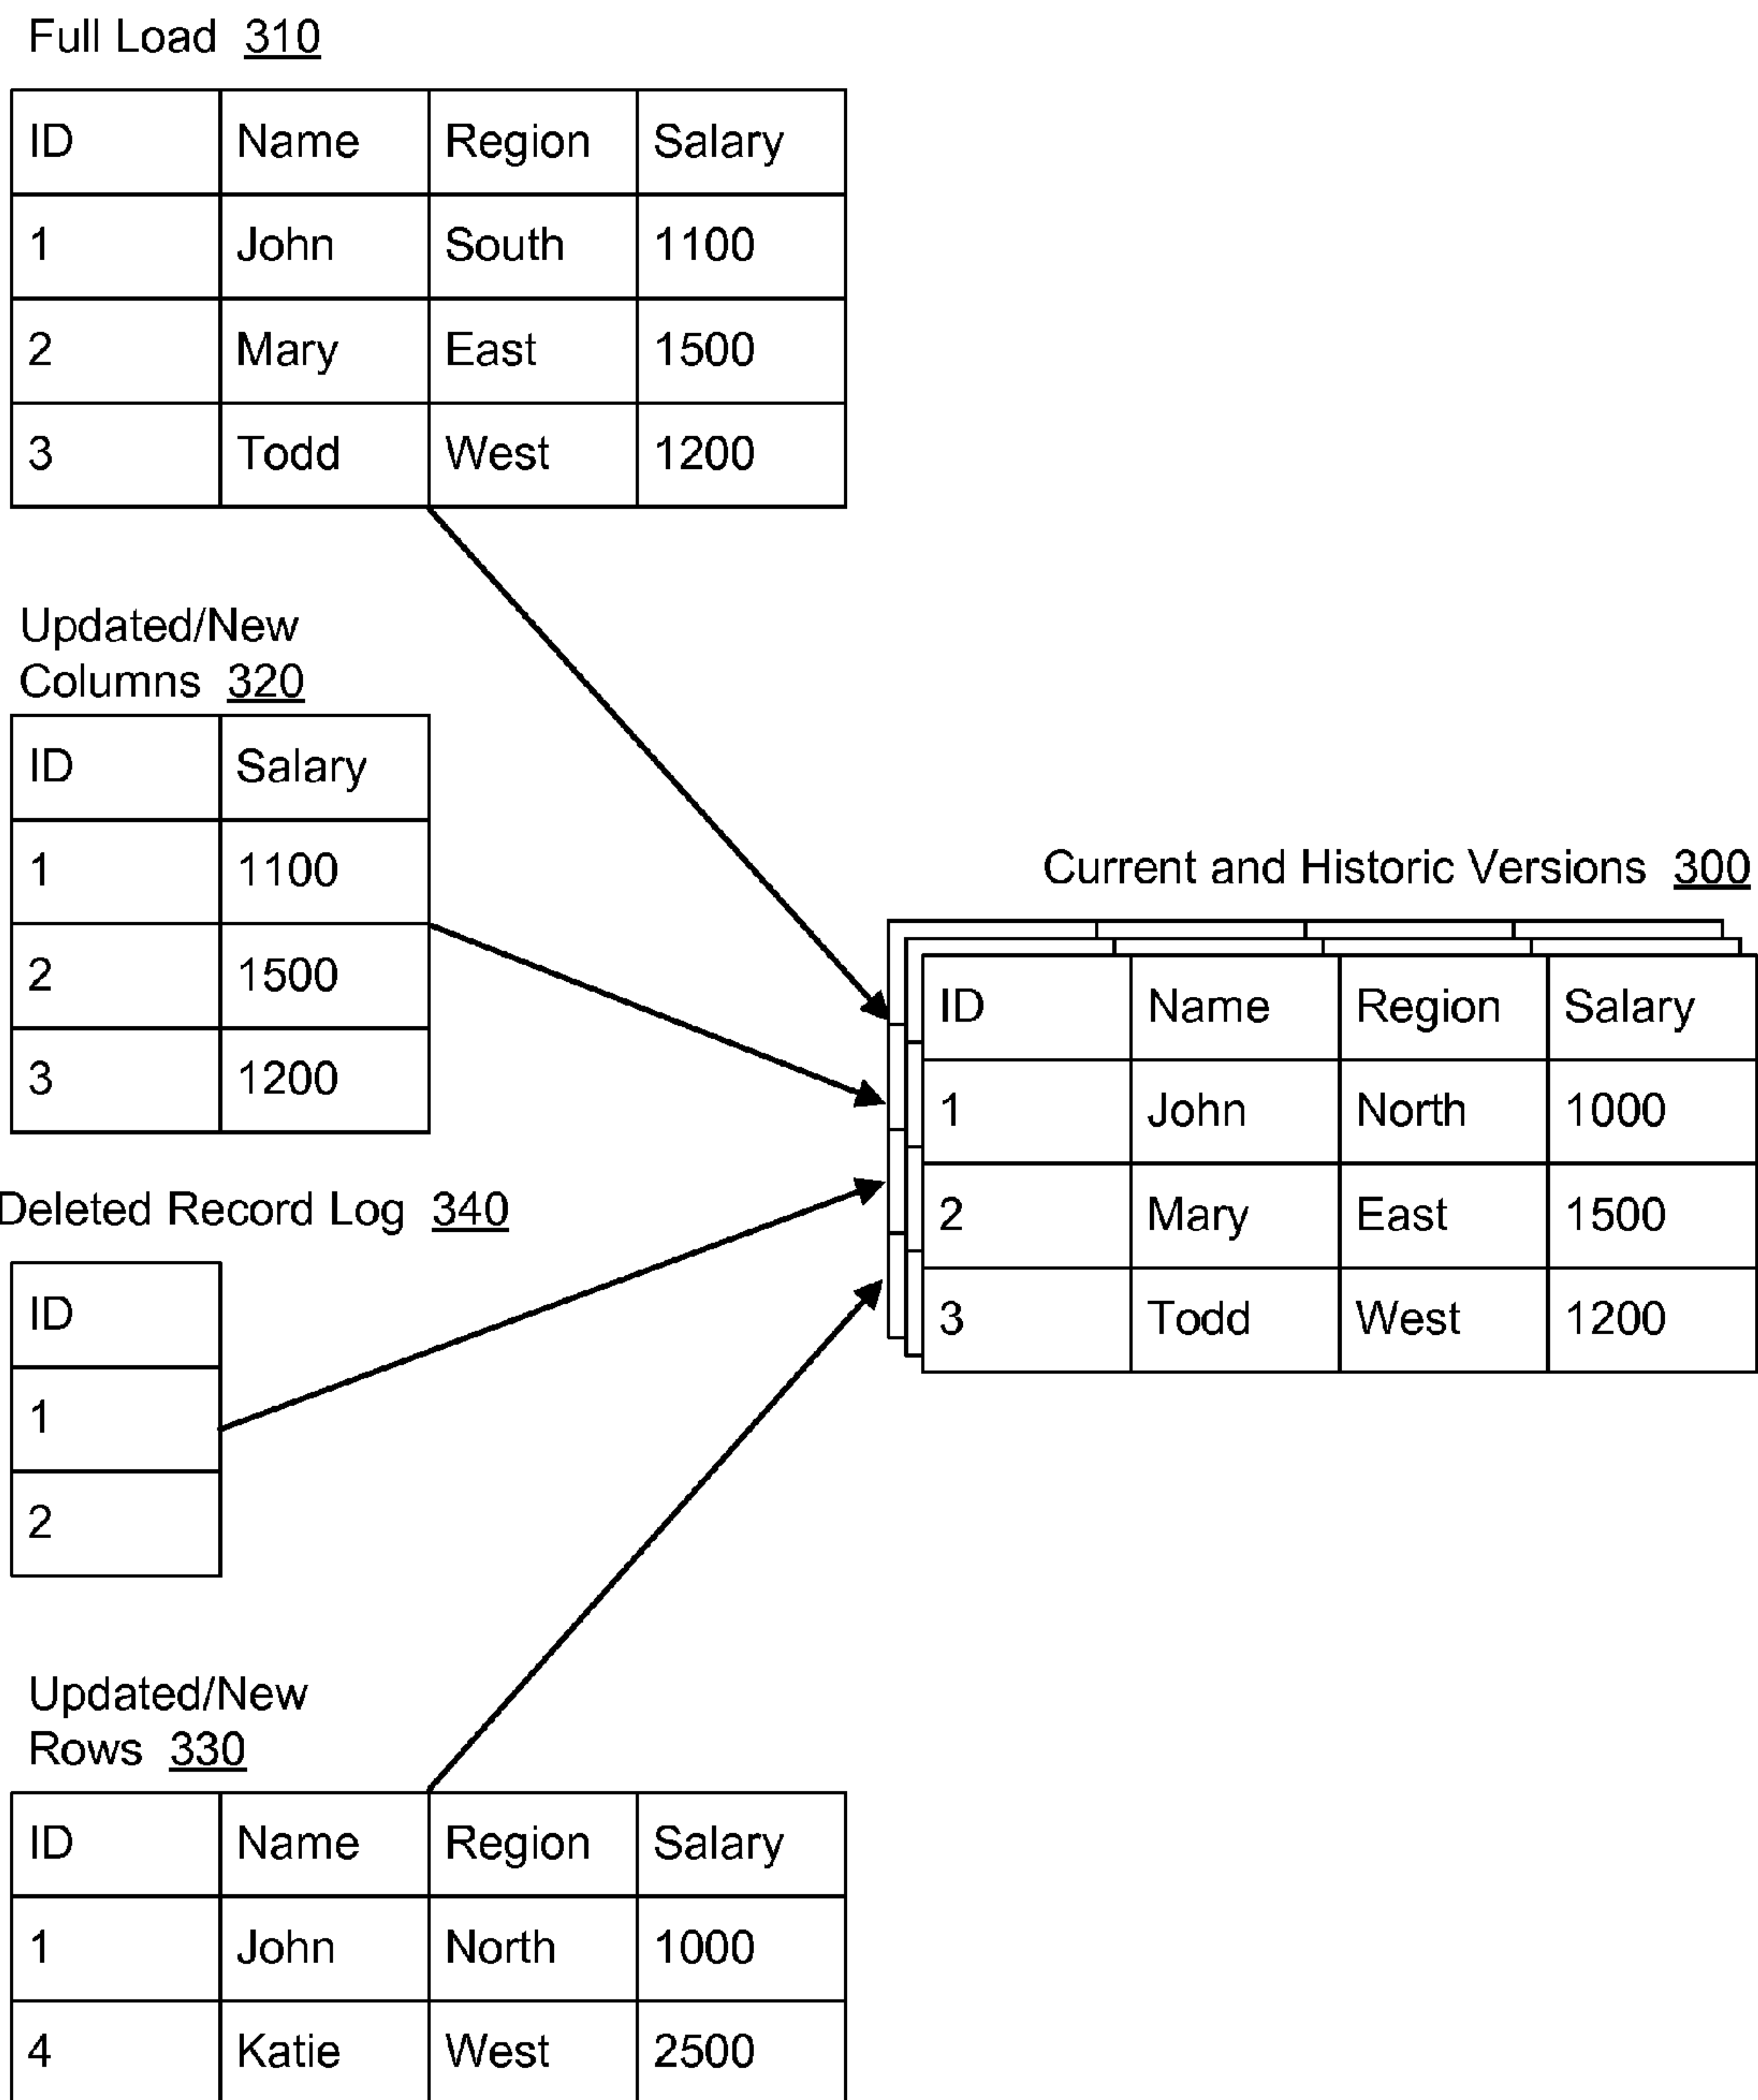 Full Load 310
ID Name Region Salary
1 John South 1100
2 Mary East 1500
3 Todd West 1200
Updated/New
Columns 320
ID Salary
1 1100
2 1500
3 1200
Current and Historic Versions 300
ID Name Region Salary
1 John North 1000
2 Mary East 1500
3 Todd West 1200
Deleted Record Log 340
ID
1
2
Updated/New
Rows 330
ID Name Region Salary
1 John North 1000
4 Katie West 2500